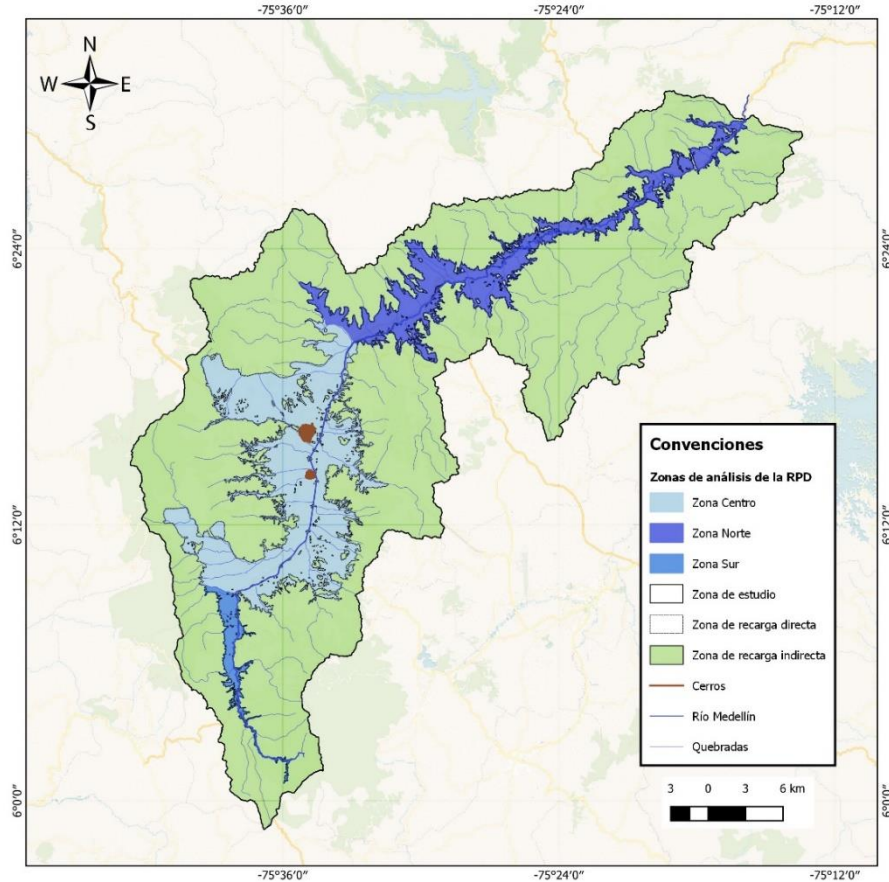 -75°36′0″ -75°24′0″ -75°12′0″
N
W E
S
6°24′0″ 6°24′0″
Convenciones
Zonas de análisis de la RPD
Zona Centro
6°12′0″ 6°12′0″
Zona Norte
Zona Sur
Zona de estudio
Zona de recarga directa
Zona de recarga indirecta
Cerros
Río Medellín
Quebradas
3 0 3 6 km
6°0′0″ 6°0′0″
-75°36′0″ -75°24′0″ -75°12′0″